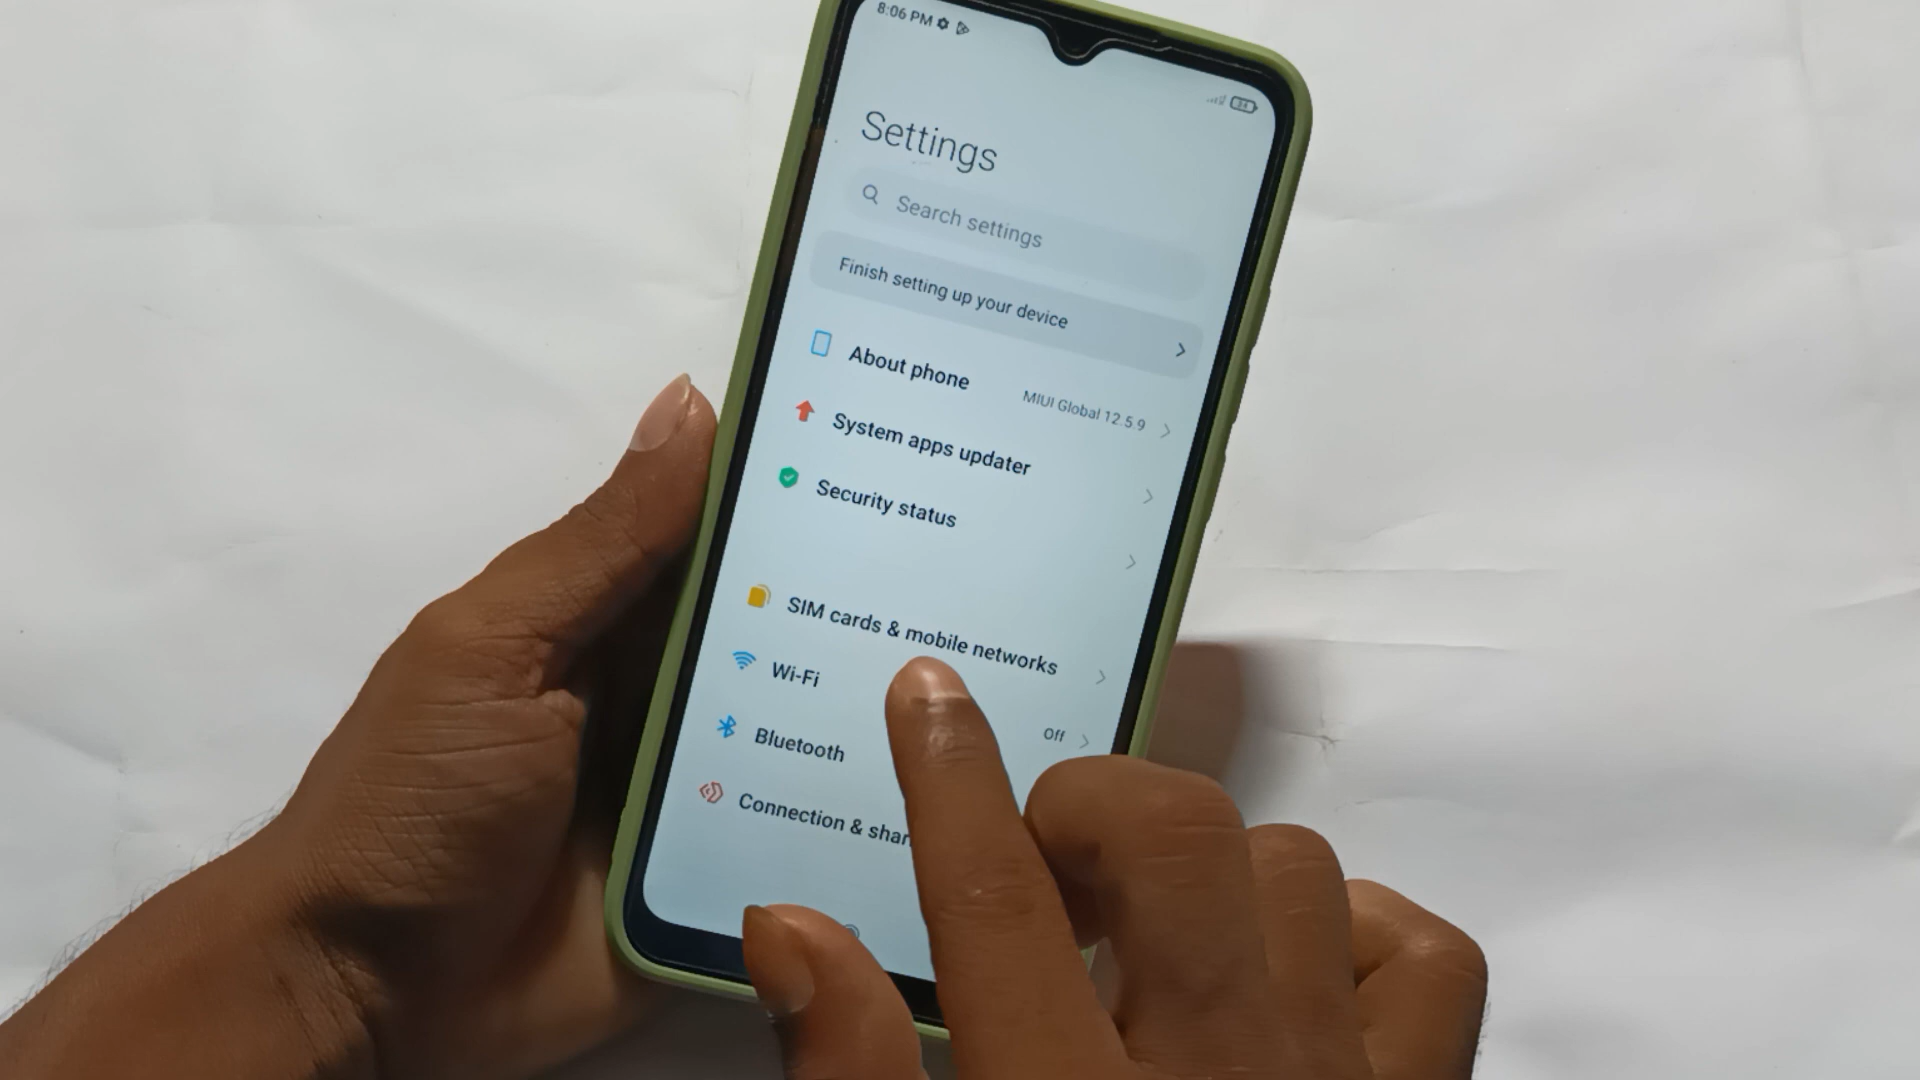 8:06 PM
Settings
Search settings
Finish setting up your device
About phone
MIUI Global 12.5.9
System apps updater
Security status
SIM cards & mobile networks
Wi-Fi
Off
Bluetooth
Connection & shar